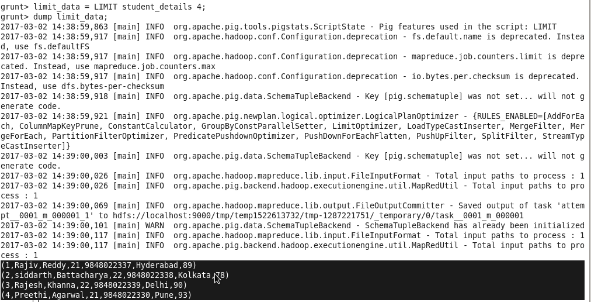 grunt> limit_data = LIMIT student_details 4;
grunt> dump limit_data;
2017-03-02 14:38:59,863 [main] INFO  org.apache.pig.tools.pigstats.ScriptState - Pig features used in the script: LIMIT
2017-03-02 14:38:59,917 [main] INFO  org.apache.hadoop.conf.Configuration.deprecation - fs.default.name is deprecated. Instea
d, use fs.defaultFS
2017-03-02 14:38:59,917 [main] INFO  org.apache.hadoop.conf.Configuration.deprecation - mapreduce.job.counters.limit is depre
cated. Instead, use mapreduce.job.counters.max
2017-03-02 14:38:59,917 [main] INFO  org.apache.hadoop.conf.Configuration.deprecation - io.bytes.per.checksum is deprecated.
Instead, use dfs.bytes-per-checksum
2017-03-02 14:38:59,918 [main] INFO  org.apache.pig.data.SchemaTupleBackend - Key [pig.schematuple] was not set... will not g
enerate code.
2017-03-02 14:38:59,921 [main] INFO  org.apache.pig.newplan.logical.optimizer.LogicalPlanOptimizer - {RULES_ENABLED=[AddForEa
ch, ColumnMapKeyPrune, ConstantCalculator, GroupByConstParallelSetter, LimitOptimizer, LoadTypeCastInserter, MergeFilter, Mer
geForEach, PartitionFilterOptimizer, PredicatePushdownOptimizer, PushDownForEachFlatten, PushUpFilter, SplitFilter, StreamTyp
eCastInserter]}
2017-03-02 14:39:00,003 [main] INFO  org.apache.pig.data.SchemaTupleBackend - Key [pig.schematuple] was not set... will not g
enerate code.
2017-03-02 14:39:00,026 [main] INFO  org.apache.hadoop.mapreduce.lib.input.FileInputFormat - Total input paths to process : 1
2017-03-02 14:39:00,026 [main] INFO  org.apache.pig.backend.hadoop.executionengine.util.MapRedUtil - Total input paths to pro
cess : 1
2017-03-02 14:39:00,069 [main] INFO  org.apache.hadoop.mapreduce.lib.output.FileOutputCommitter - Saved output of task 'attem
pt__0001_m_000001_1' to hdfs://localhost:9000/tmp/temp1522613732/tmp-1287221751/_temporary/0/task__0001_m_000001
2017-03-02 14:39:00,101 [main] WARN  org.apache.pig.data.SchemaTupleBackend - SchemaTupleBackend has already been initialized
2017-03-02 14:39:00,117 [main] INFO  org.apache.hadoop.mapreduce.lib.input.FileInputFormat - Total input paths to process : 1
2017-03-02 14:39:00,117 [main] INFO  org.apache.pig.backend.hadoop.executionengine.util.MapRedUtil - Total input paths to pro
cess : 1
(1,Rajiv,Reddy,21,9848022337,Hyderabad,89)
(2,siddarth,Battacharya,22,9848022338,Kolkata,78)
(3,Rajesh,Khanna,22,9848022339,Delhi,90)
(4,Preethi,Agarwal,21,9848022330,Pune,93)